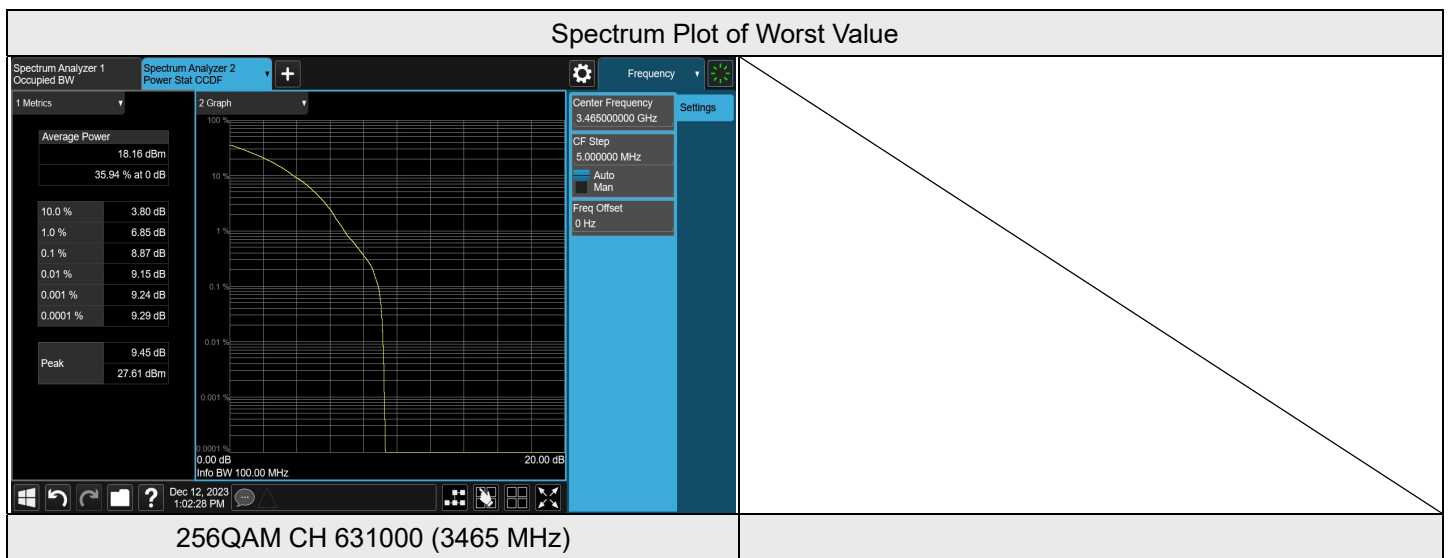 Spectrum Plot of Worst Value
Spectrum Analyzer 1
Occupied BW
Spectrum Analyzer 2
Power Stat CCDF
+
Frequency
1 Metrics
2 Graph
Average Power
18.16 dBm
35.94 % at 0 dB
10.0 % 3.80 dB
1.0 % 6.85 dB
0.1 % 8.87 dB
0.01 % 9.15 dB
0.001 % 9.24 dB
0.0001 % 9.29 dB
Peak
9.45 dB
27.61 dBm
100 %
10 %
1 %
0.1 %
0.01 %
0.001 %
0.0001 %
0.00 dB 20.00 dB
Info BW 100.00 MHz
Center Frequency
3.465000000 GHz
CF Step
5.000000 MHz
Auto
Man
Freq Offset
0 Hz
Settings
?
Dec 12, 2023
1:02:28 PM
256QAM CH 631000 (3465 MHz)